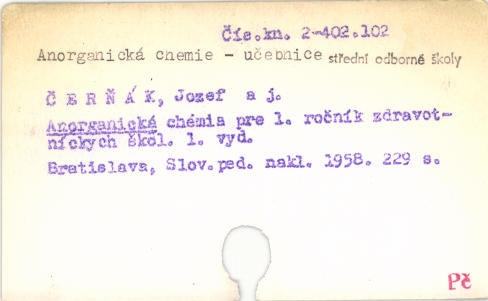 Čís.kn. 2-402.102
Anorganická chemie - učebnice střední odborné školy
Č E R Ň Á K, Jozef a j.
Anorganická chémia pre 1. ročník zdravot-
níckych škôl. 1. vyd.
Bratislava, Slov.ped. nakl. 1958. 229 s.
Pč